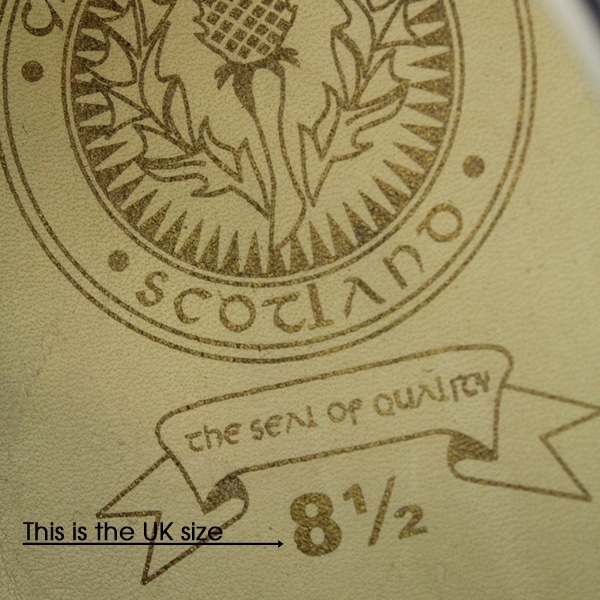 SCOTLAND
the seal of Quality
This is the UK size
8½